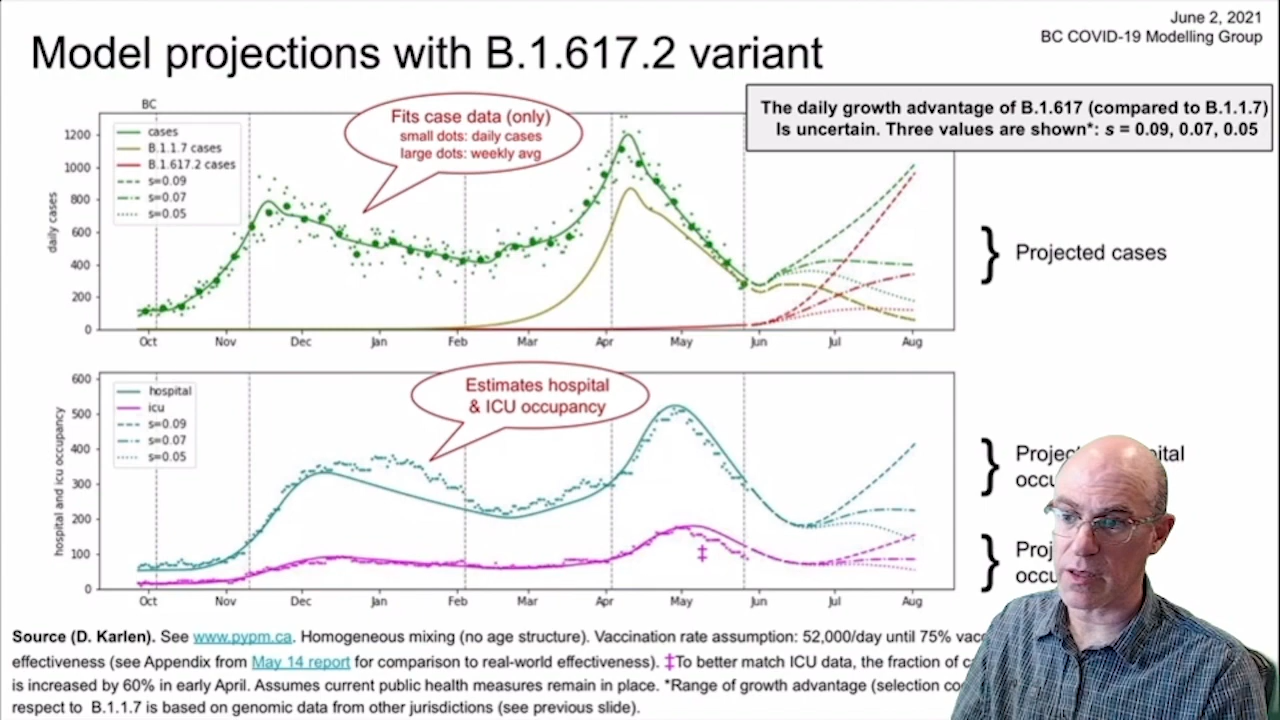 June 2, 2021
BC COVID-19 Modelling Group
Model projections with B.1.617.2 variant
The daily growth advantage of B.1.617 (compared to B.1.1.7)
Is uncertain. Three values are shown*: s = 0.09, 0.07, 0.05
BC
Fits case data (only)
small dots: daily cases
large dots: weekly avg
cases
B.1.1.7 cases
B.1.617.2 cases
s=0.09
s=0.07
s=0.05
daily cases
1200
1000
800
600
400
200
0
Oct Nov Dec Jan Feb Mar Apr May Jun Jul Aug
} Projected cases
Estimates hospital
& ICU occupancy
hospital
icu
s=0.09
s=0.07
s=0.05
hospital and icu occupancy
600
500
400
300
200
100
0
‡
Oct Nov Dec Jan Feb Mar Apr May Jun Jul Aug
Source (D. Karlen). See www.pypm.ca. Homogeneous mixing (no age structure). Vaccination rate assumption: 52,000/day until 75%
effectiveness (see Appendix from May 14 report for comparison to real-world effectiveness). ‡To better match ICU data, the fraction of
is increased by 60% in early April. Assumes current public health measures remain in place. *Range of growth advantage (selection
respect to B.1.1.7 is based on genomic data from other jurisdictions (see previous slide).